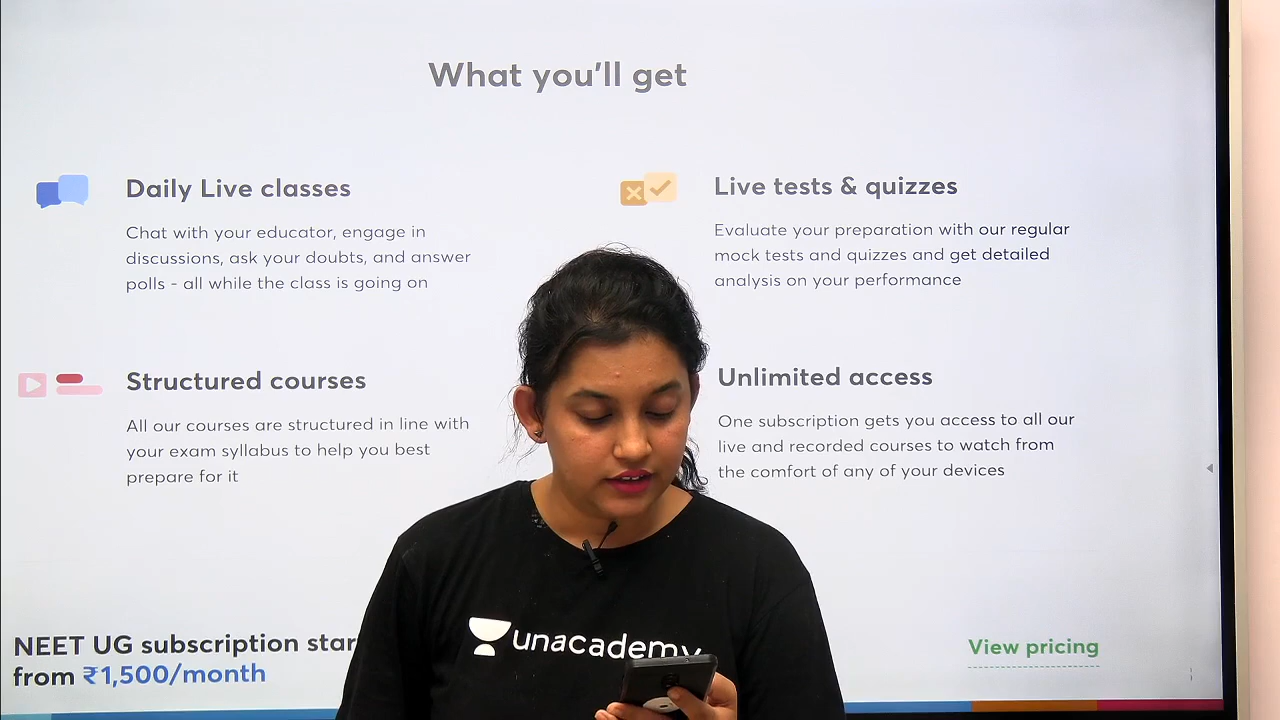 What you'll get
Daily Live classes
Chat with your educator, engage in
discussions, ask your doubts, and answer
polls - all while the class is going on
Live tests & quizzes
Evaluate your preparation with our regular
mock tests and quizzes and get detailed
analysis on your performance
Structured courses
All our courses are structured in line with
your exam syllabus to help you best
prepare for it
Unlimited access
One subscription gets you access to all our
live and recorded courses to watch from
the comfort of any of your devices
unacademy
NEET UG subscription star
from ₹1,500/month
View pricing